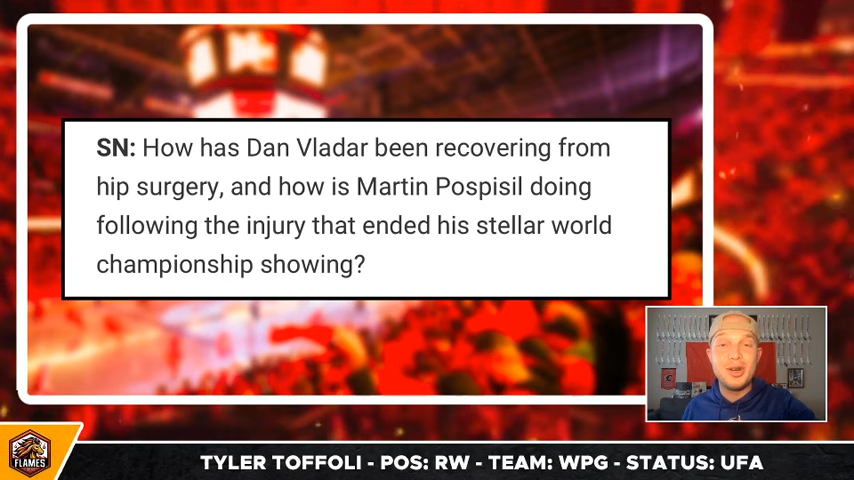 SN: How has Dan Vladar been recovering from
hip surgery, and how is Martin Pospisil doing
following the injury that ended his stellar world
championship showing?
FLAMES
TYLER TOFFOLI - POS: RW - TEAM: WPG - STATUS: UFA